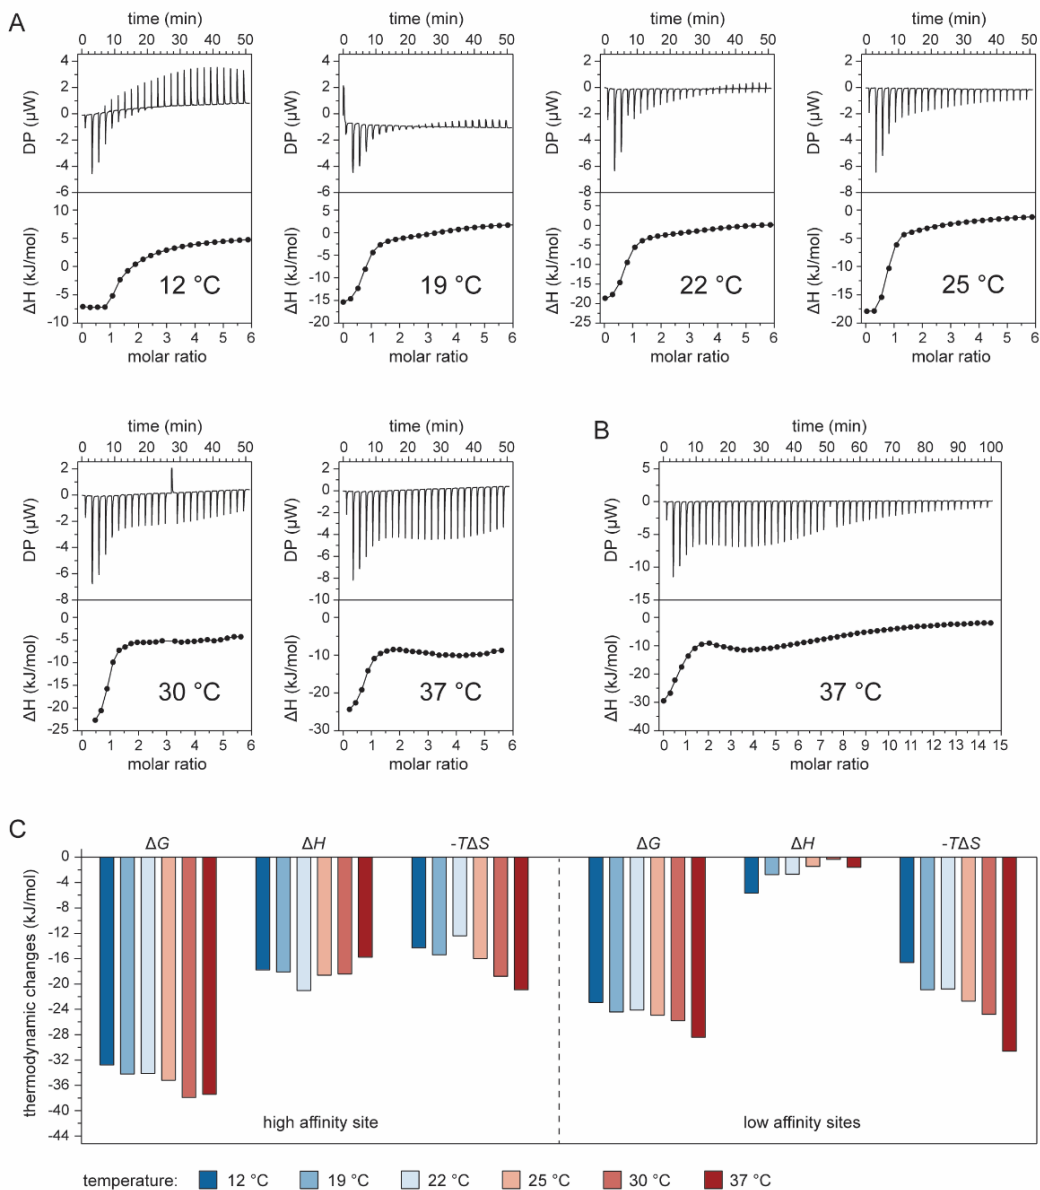 A
time (min)
0 10 20 30 40 50
4
2
0
-2
-4
-6
DP (µW)
10
5
0
-5
-10
ΔH (kJ/mol)
12 °C
0 1 2 3 4 5 6
molar ratio
time (min)
0 10 20 30 40 50
4
2
0
-2
-4
-6
DP (µW)
5
0
-5
-10
-15
-20
ΔH (kJ/mol)
19 °C
0 1 2 3 4 5 6
molar ratio
time (min)
0 10 20 30 40 50
2
0
-2
-4
-6
-8
DP (µW)
5
0
-5
-10
-15
-20
-25
ΔH (kJ/mol)
22 °C
0 1 2 3 4 5 6
molar ratio
time (min)
0 10 20 30 40 50
2
0
-2
-4
-6
-8
DP (µW)
0
-5
-10
-15
-20
ΔH (kJ/mol)
25 °C
0 1 2 3 4 5 6
molar ratio
time (min)
0 10 20 30 40 50
2
0
-2
-4
-6
-8
DP (µW)
0
-5
-10
-15
-20
-25
ΔH (kJ/mol)
30 °C
0 1 2 3 4 5 6
molar ratio
time (min)
0 10 20 30 40 50
2
0
-2
-4
-6
-8
-10
DP (µW)
0
-10
-20
-30
ΔH (kJ/mol)
37 °C
0 1 2 3 4 5 6
molar ratio
B
time (min)
0 10 20 30 40 50 60 70 80 90 100
5
0
-5
-10
-15
DP (µW)
0
-10
-20
-30
-40
ΔH (kJ/mol)
37 °C
0 1 2 3 4 5 6 7 8 9 10 11 12 13 14 15
molar ratio
C
ΔG ΔH -TΔS ΔG ΔH -TΔS
0
-4
-8
-12
-16
-20
-24
-28
-32
-36
-40
-44
thermodynamic changes (kJ/mol)
high affinity site low affinity sites
temperature: 12 °C 19 °C 22 °C 25 °C 30 °C 37 °C